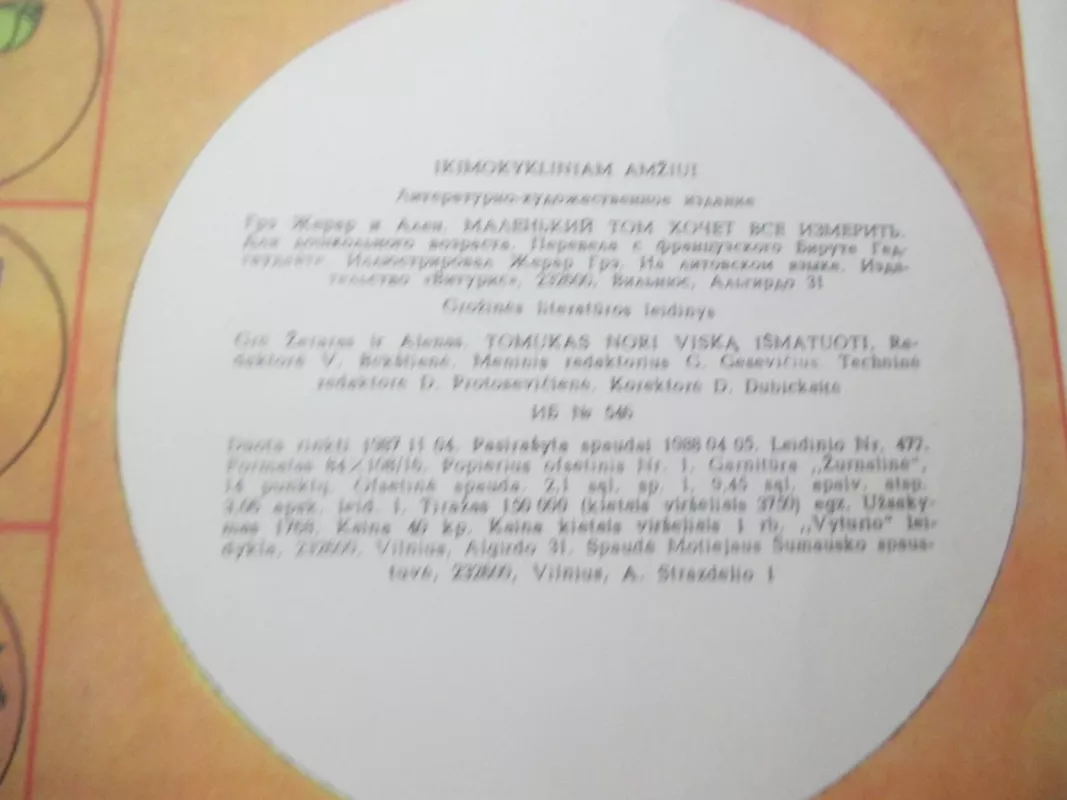 IKIMOKYKLINIAM AMŽIUI
Литературно-художественное издание
Грэ Жерар и Ален. МАЛЕНЬКИЙ ТОМ ХОЧЕТ ВСЕ ИЗМЕРИТЬ.
Для дошкольного возраста. Перевела с французского Бируте Гед-
Иллюстрировал Жерар Грэ. На литовском языке. Изда-
тельство «Витурис», 232600, Вильнюс, Альгирдо 31
Grožinės literatūros leidinys
Grė Žeraras ir Alenas. TOMUKAS NORI VISKĄ IŠMATUOTI. Re-
daktorė V. Meninis redaktorius G. Gesevičius. Techninė
redaktorė D. Protosevičienė. Korektorė D. Dubickaitė
ИБ № 546
Duota rinkti 1987 11 04. Pasirašyta spaudai 1988 04 05. Leidinio Nr. 477.
Formatas 84×108/16. Popierius ofsetinis Nr. 1. Garnitūra „Žurnalinė“,
14 punktų. Ofsetinė spauda. 2,1 sąl. sp. l. 9,45 sąl. spalv. atsp.
apsk. leid. l. Tiražas 150 000 (kietais viršeliais 3750) egz. Užsaky-
mas Kaina 40 kp. Kaina kietais viršeliais 1 rb. „Vyturio“ lei-
dykla, 232600, Vilnius, Algirdo 31. Spaudė Motiejaus Šumausko spaus-
tuvė, 232600, Vilnius, A. Strazdelio 1